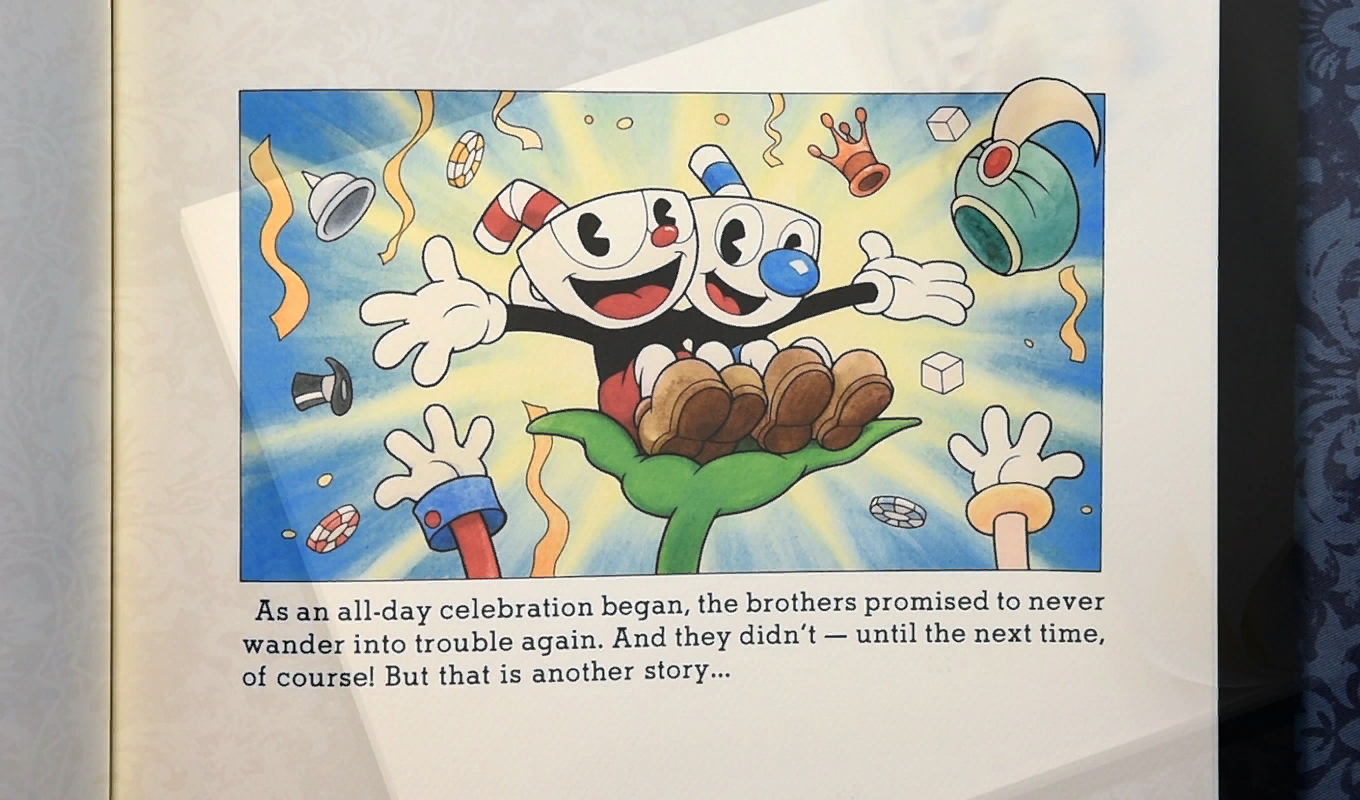 As an all-day celebration began, the brothers promised to never
wander into trouble again. And they didn't — until the next time,
of course! But that is another story...